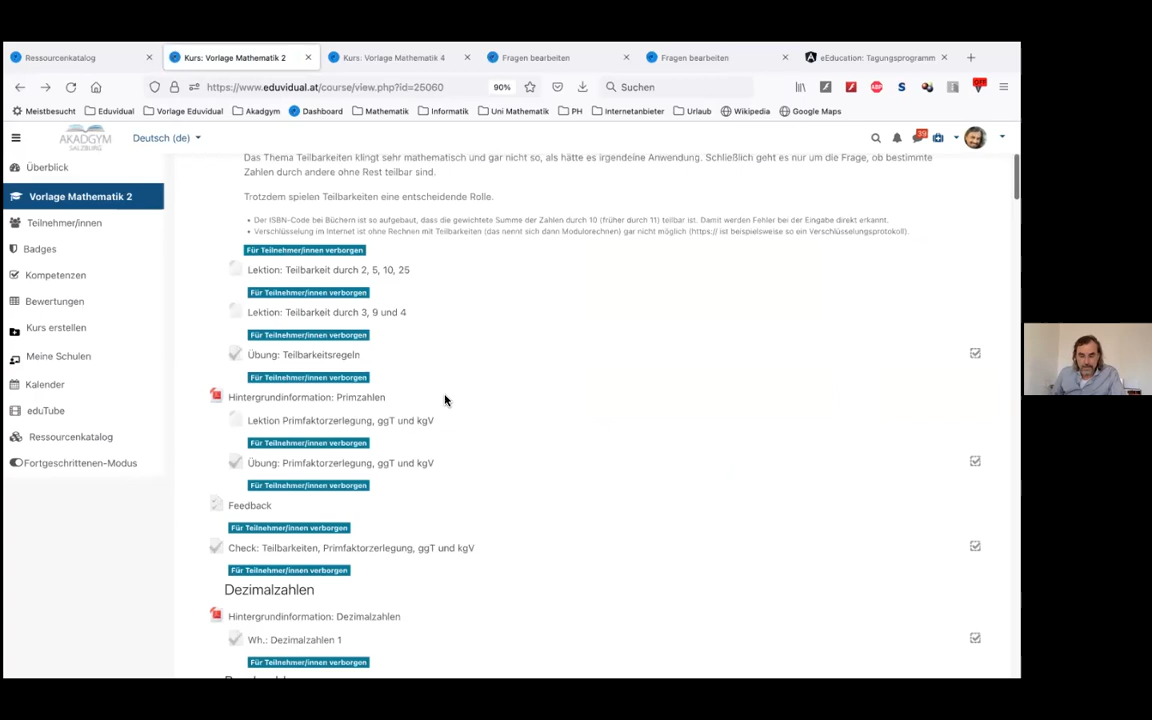 Ressourcenkatalog
Kurs: Vorlage Mathematik 2
Kurs: Vorlage Mathematik 4
Fragen bearbeiten
Fragen bearbeiten
eEducation: Tagungsprogramm
https://www.eduvidual.at/course/view.php?id=25060
90%
Suchen
Meistbesucht
Eduvidual
Vorlage Eduvidual
Akadgym
Dashboard
Mathematik
Informatik
Uni Mathematik
PH
Internetanbieter
Urlaub
Wikipedia
Google Maps
AKADGYM
SALZBURG
Deutsch (de)
39
Überblick
Vorlage Mathematik 2
Teilnehmer/innen
Badges
Kompetenzen
Bewertungen
Kurs erstellen
Meine Schulen
Kalender
eduTube
Ressourcenkatalog
Fortgeschrittenen-Modus
Das Thema Teilbarkeiten klingt sehr mathematisch und gar nicht so, als hätte es irgendeine Anwendung. Schließlich geht es nur um die Frage, ob bestimmte
Zahlen durch andere ohne Rest teilbar sind.
Trotzdem spielen Teilbarkeiten eine entscheidende Rolle.
• Der ISBN-Code bei Büchern ist so aufgebaut, dass die gewichtete Summe der Zahlen durch 10 (früher durch 11) teilbar ist. Damit werden Fehler bei der Eingabe direkt erkannt.
• Verschlüsselung im Internet ist ohne Rechnen mit Teilbarkeiten (das nennt sich dann Modulorechnen) gar nicht möglich (https:// ist beispielsweise so ein Verschlüsselungsprotokoll).
Für Teilnehmer/innen verborgen
Lektion: Teilbarkeit durch 2, 5, 10, 25
Für Teilnehmer/innen verborgen
Lektion: Teilbarkeit durch 3, 9 und 4
Für Teilnehmer/innen verborgen
Übung: Teilbarkeitsregeln
Für Teilnehmer/innen verborgen
Hintergrundinformation: Primzahlen
Lektion Primfaktorzerlegung, ggT und kgV
Für Teilnehmer/innen verborgen
Übung: Primfaktorzerlegung, ggT und kgV
Für Teilnehmer/innen verborgen
Feedback
Für Teilnehmer/innen verborgen
Check: Teilbarkeiten, Primfaktorzerlegung, ggT und kgV
Für Teilnehmer/innen verborgen
Dezimalzahlen
Hintergrundinformation: Dezimalzahlen
Wh.: Dezimalzahlen 1
Für Teilnehmer/innen verborgen